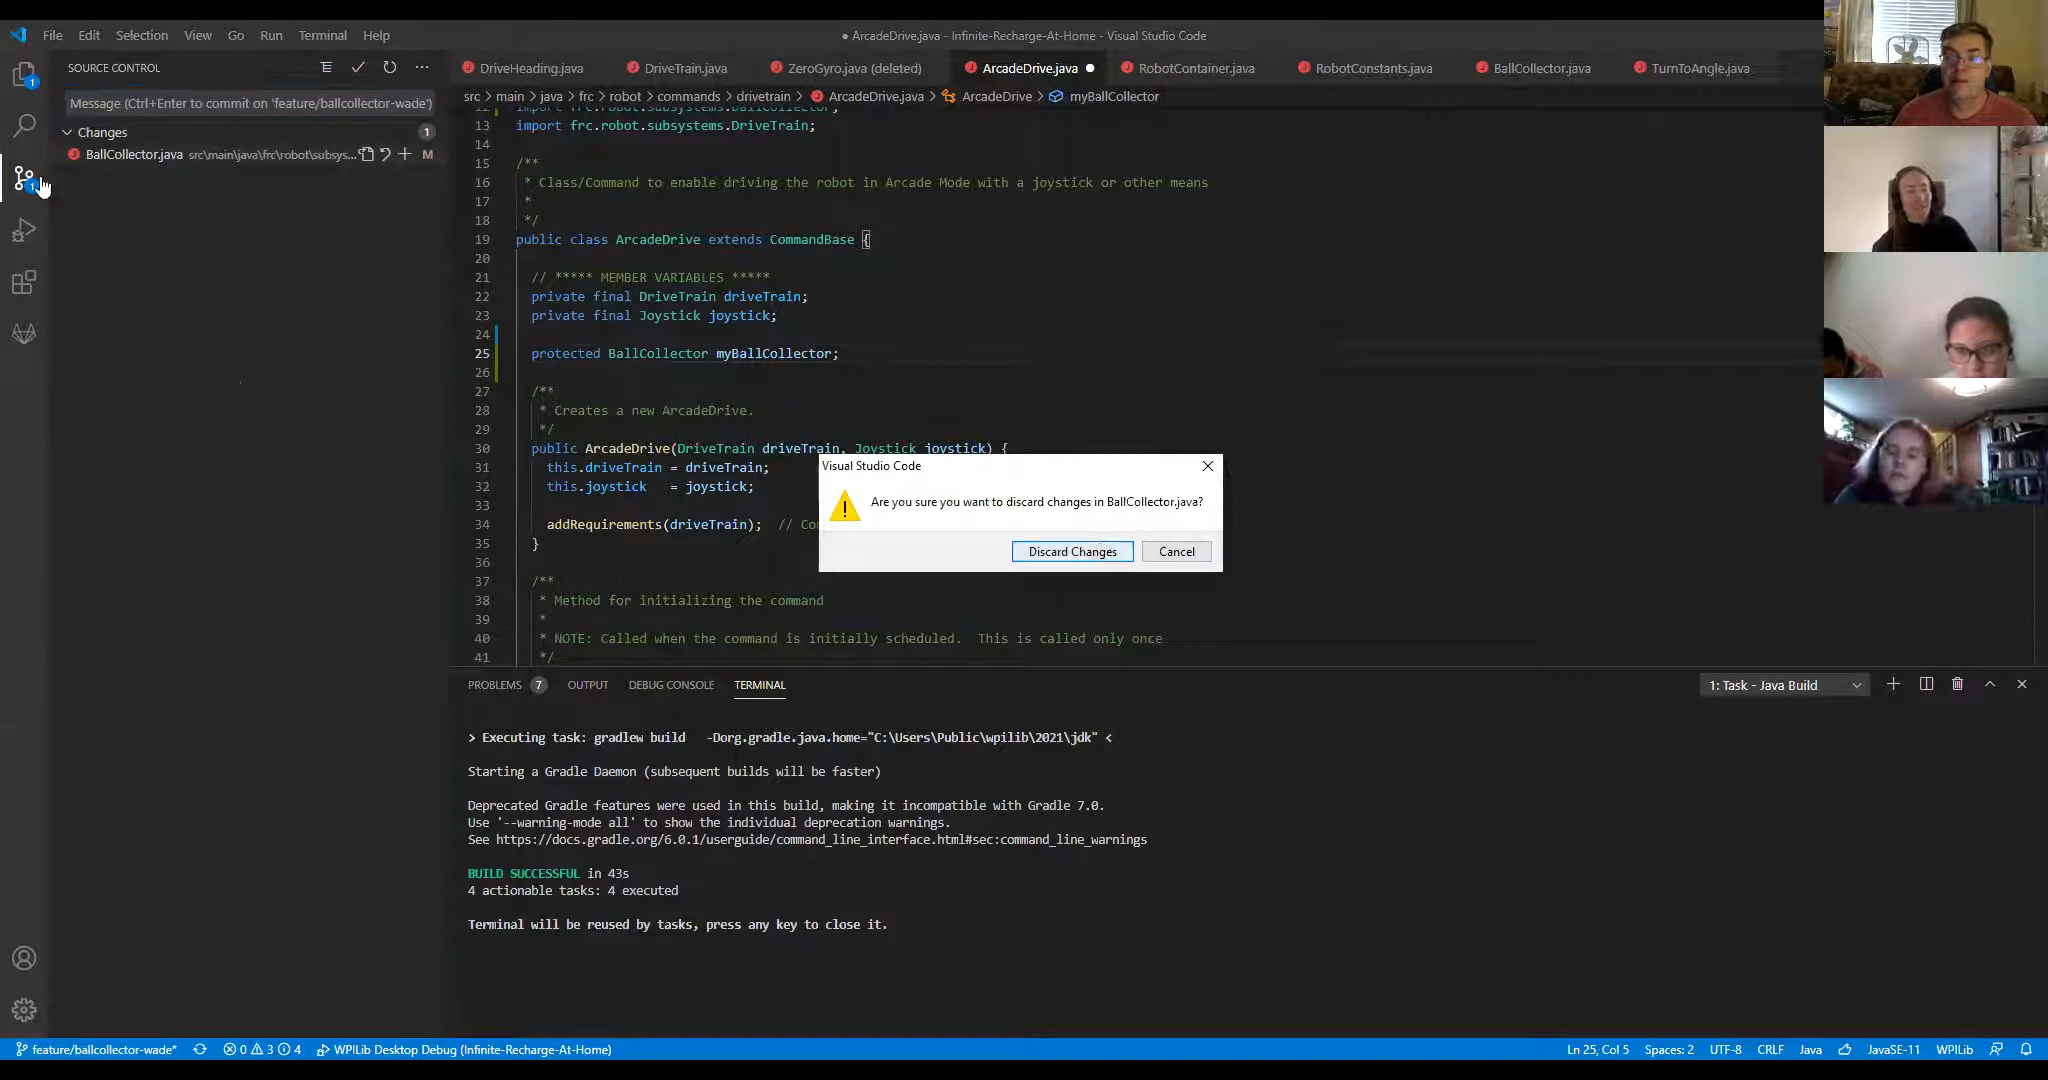 File Edit Selection View Go Run Terminal Help
● ArcadeDrive.java - Infinite-Recharge-At-Home - Visual Studio Code
SOURCE CONTROL
DriveHeading.java DriveTrain.java ZeroGyro.java (deleted) ArcadeDrive.java ● RobotContainer.java RobotConstants.java BallCollector.java TurnToAngle.java
1
Message (Ctrl+Enter to commit on 'feature/ballcollector-wade')
src > main > java > frc > robot > commands > drivetrain > ArcadeDrive.java > ArcadeDrive > myBallCollector
Changes 1
BallCollector.java src\main\java\frc\robot\subsys... M
1
12 import frc.robot.subsystems.BallCollector;
13 import frc.robot.subsystems.DriveTrain;
14
15 /**
16 * Class/Command to enable driving the robot in Arcade Mode with a joystick or other means
17 *
18 */
19 public class ArcadeDrive extends CommandBase {
20
21 // ***** MEMBER VARIABLES *****
22 private final DriveTrain driveTrain;
23 private final Joystick joystick;
24
25 protected BallCollector myBallCollector;
26
27 /**
28 * Creates a new ArcadeDrive.
29 */
30 public ArcadeDrive(DriveTrain driveTrain, Joystick joystick) {
31 this.driveTrain = driveTrain;
32 this.joystick = joystick;
33
34 addRequirements(driveTrain); // Co
35 }
36
37 /**
38 * Method for initializing the command
39 *
40 * NOTE: Called when the command is initially scheduled. This is called only once
41 */
Visual Studio Code
Are you sure you want to discard changes in BallCollector.java?
Discard Changes Cancel
PROBLEMS 7 OUTPUT DEBUG CONSOLE TERMINAL
1: Task - Java Build
> Executing task: gradlew build -Dorg.gradle.java.home="C:\Users\Public\wpilib\2021\jdk" <
Starting a Gradle Daemon (subsequent builds will be faster)
Deprecated Gradle features were used in this build, making it incompatible with Gradle 7.0.
Use '--warning-mode all' to show the individual deprecation warnings.
See https://docs.gradle.org/6.0.1/userguide/command_line_interface.html#sec:command_line_warnings
BUILD SUCCESSFUL in 43s
4 actionable tasks: 4 executed
Terminal will be reused by tasks, press any key to close it.
feature/ballcollector-wade* 0 3 4 WPILib Desktop Debug (Infinite-Recharge-At-Home)
Ln 25, Col 5 Spaces: 2 UTF-8 CRLF Java JavaSE-11 WPILib